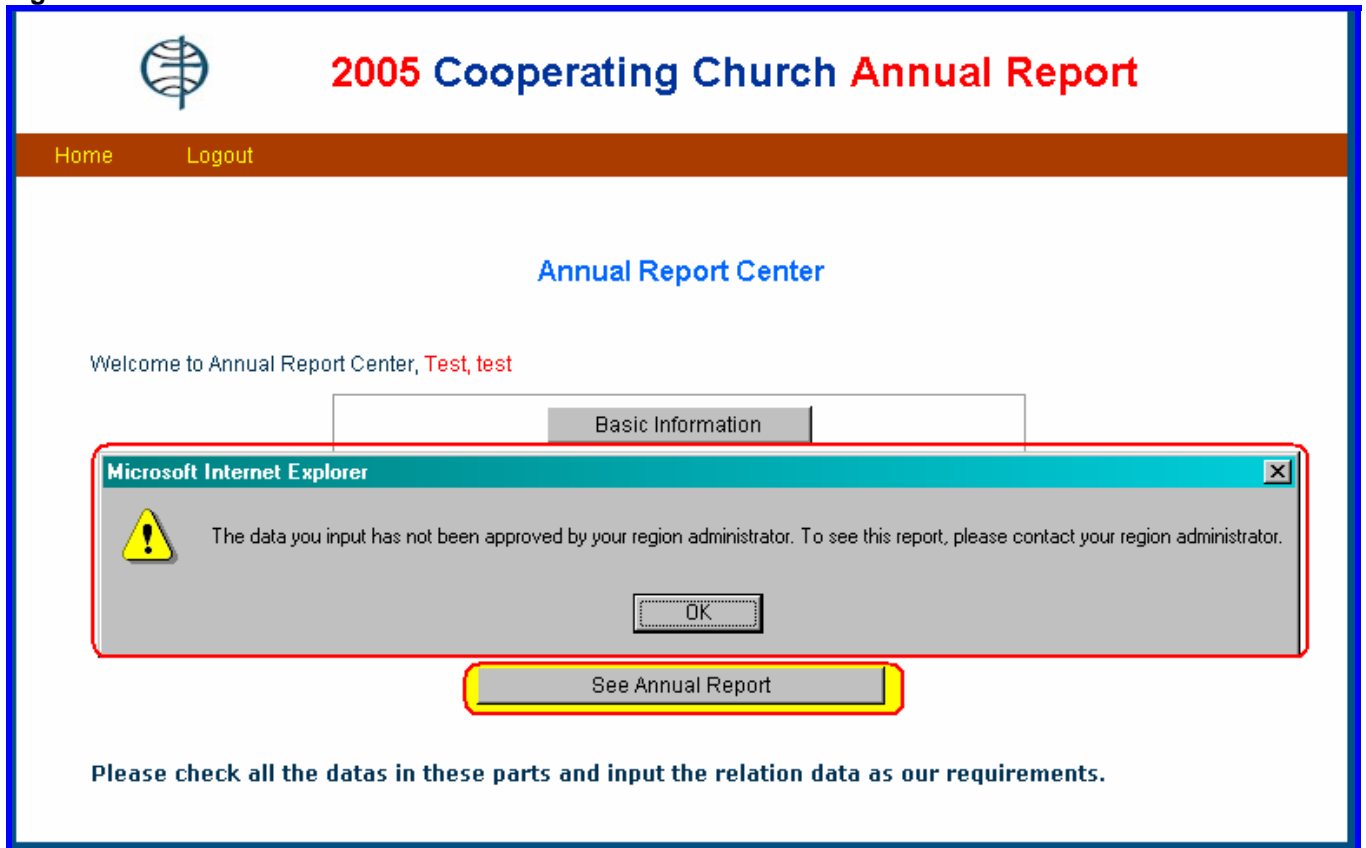 2005 Cooperating Church Annual Report
Home Logout
Annual Report Center
Welcome to Annual Report Center, Test, test
Basic Information
Microsoft Internet Explorer
The data you input has not been approved by your region administrator. To see this report, please contact your region administrator.
OK
See Annual Report
Please check all the datas in these parts and input the relation data as our requirements.